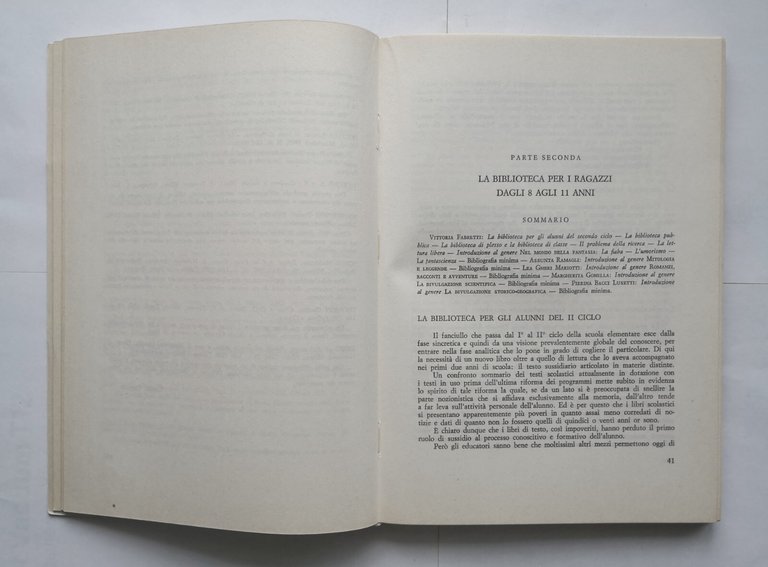 PARTE SECONDA
LA BIBLIOTECA PER I RAGAZZI
DAGLI 8 AGLI 11 ANNI
SOMMARIO
VITTORIA FABRETTI: La biblioteca per gli alunni del secondo ciclo — La biblioteca pub-
blica — La biblioteca di plesso e la biblioteca di classe — Il problema della ricerca — La let-
tura libera — Introduzione al genere NEL MONDO DELLA FANTASIA: La fiaba — L'umorismo —
La fantascienza — Bibliografia minima — ASSUNTA RAMAGLI: Introduzione al genere MITOLOGIA
E LEGGENDE — Bibliografia minima — LEA MARIOTTI: Introduzione al genere ROMANZI,
RACCONTI E AVVENTURE — Bibliografia minima — MARGHERITA GOMELLA: Introduzione al genere
LA DIVULGAZIONE SCIENTIFICA — Bibliografia minima — PIERINA BACCI LUSETTI: Introduzione
al genere LA DIVULGAZIONE STORICO-GEOGRAFICA — Bibliografia minima.
LA BIBLIOTECA PER GLI ALUNNI DEL II CICLO
Il fanciullo che passa dal I° al II° ciclo della scuola elementare esce dalla
fase sincretica e quindi da una visione prevalentemente globale del conoscere, per
entrare nella fase analitica che lo pone in grado di cogliere il particolare. Di qui
la necessità di un nuovo libro oltre a quello di lettura che lo aveva accompagnato
nei primi due anni di scuola: il testo sussidiario articolato in materie distinte.
Un confronto sommario dei testi scolastici attualmente in dotazione con
i testi in uso prima dell'ultima riforma dei programmi mette subito in evidenza
lo spirito di tale riforma la quale, se da un lato si è preoccupata di snellire la
parte nozionistica che si affidava esclusivamente alla memoria, dall'altro tende
a far leva sull'attività personale dell'alunno. Ed è per questo che i libri scolastici
si presentano apparentemente più poveri in quanto assai meno corredati di no-
tizie e dati di quanto non lo fossero quelli di quindici o venti anni or sono.
È chiaro dunque che i libri di testo, così impoveriti, hanno perduto il primo
ruolo di sussidio al processo conoscitivo e formativo dell'alunno.
Però gli educatori sanno bene che moltissimi altri mezzi permettono oggi di
41